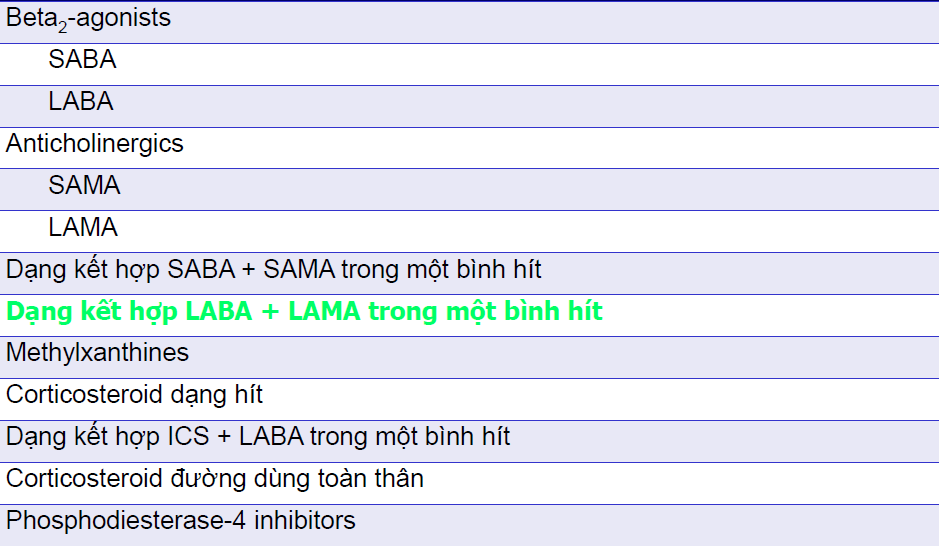 Beta2-agonists
SABA
LABA
Anticholinergics
SAMA
LAMA
Dạng kết hợp SABA + SAMA trong một bình hít
Dạng kết hợp LABA + LAMA trong một bình hít
Methylxanthines
Corticosteroid dạng hít
Dạng kết hợp ICS + LABA trong một bình hít
Corticosteroid đường dùng toàn thân
Phosphodiesterase-4 inhibitors